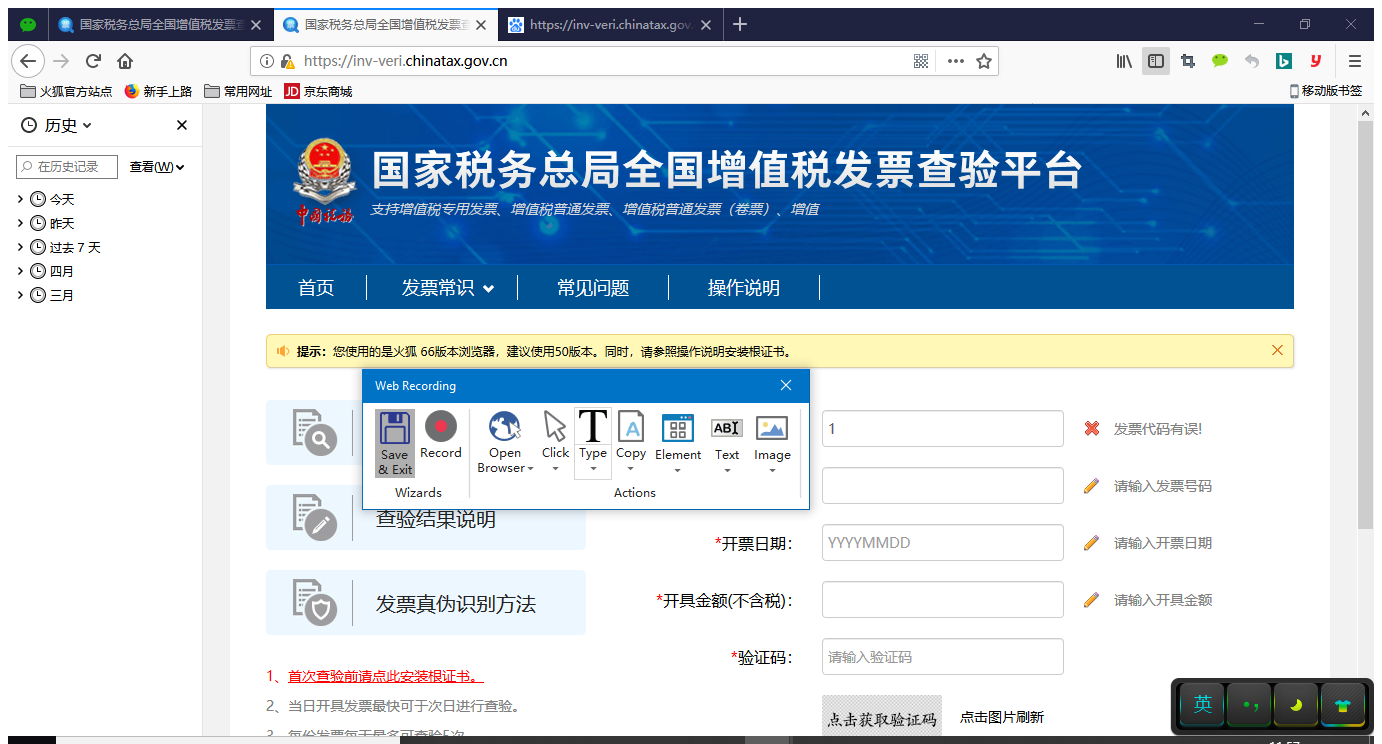 国家税务总局全国增值税发票查
国家税务总局全国增值税发票查
https://inv-veri.chinatax.gov.
https://inv-veri.chinatax.gov.cn
火狐官方站点
新手上路
常用网址
JD 京东商城
移动版书签
历史
在历史记录
查看(W)
今天
昨天
过去 7 天
四月
三月
中国税务
国家税务总局全国增值税发票查验平台
支持增值税专用发票、增值税普通发票、增值税普通发票（卷票）、增值
首页
发票常识
常见问题
操作说明
提示：您使用的是火狐 66版本浏览器，建议使用50版本。同时，请参照操作说明安装根证书。
Web Recording
Save & Exit
Record
Open Browser
Click
Type
Copy
Element
Text
Image
Wizards
Actions
1
发票代码有误!
请输入发票号码
查验结果说明
*开票日期：
YYYYMMDD
请输入开票日期
发票真伪识别方法
*开具金额(不含税)：
请输入开具金额
*验证码：
请输入验证码
1、首次查验前请点此安装根证书。
2、当日开具发票最快可于次日进行查验。
3、每份发票每天最多可查验5次
点击获取验证码
点击图片刷新
英
11:57